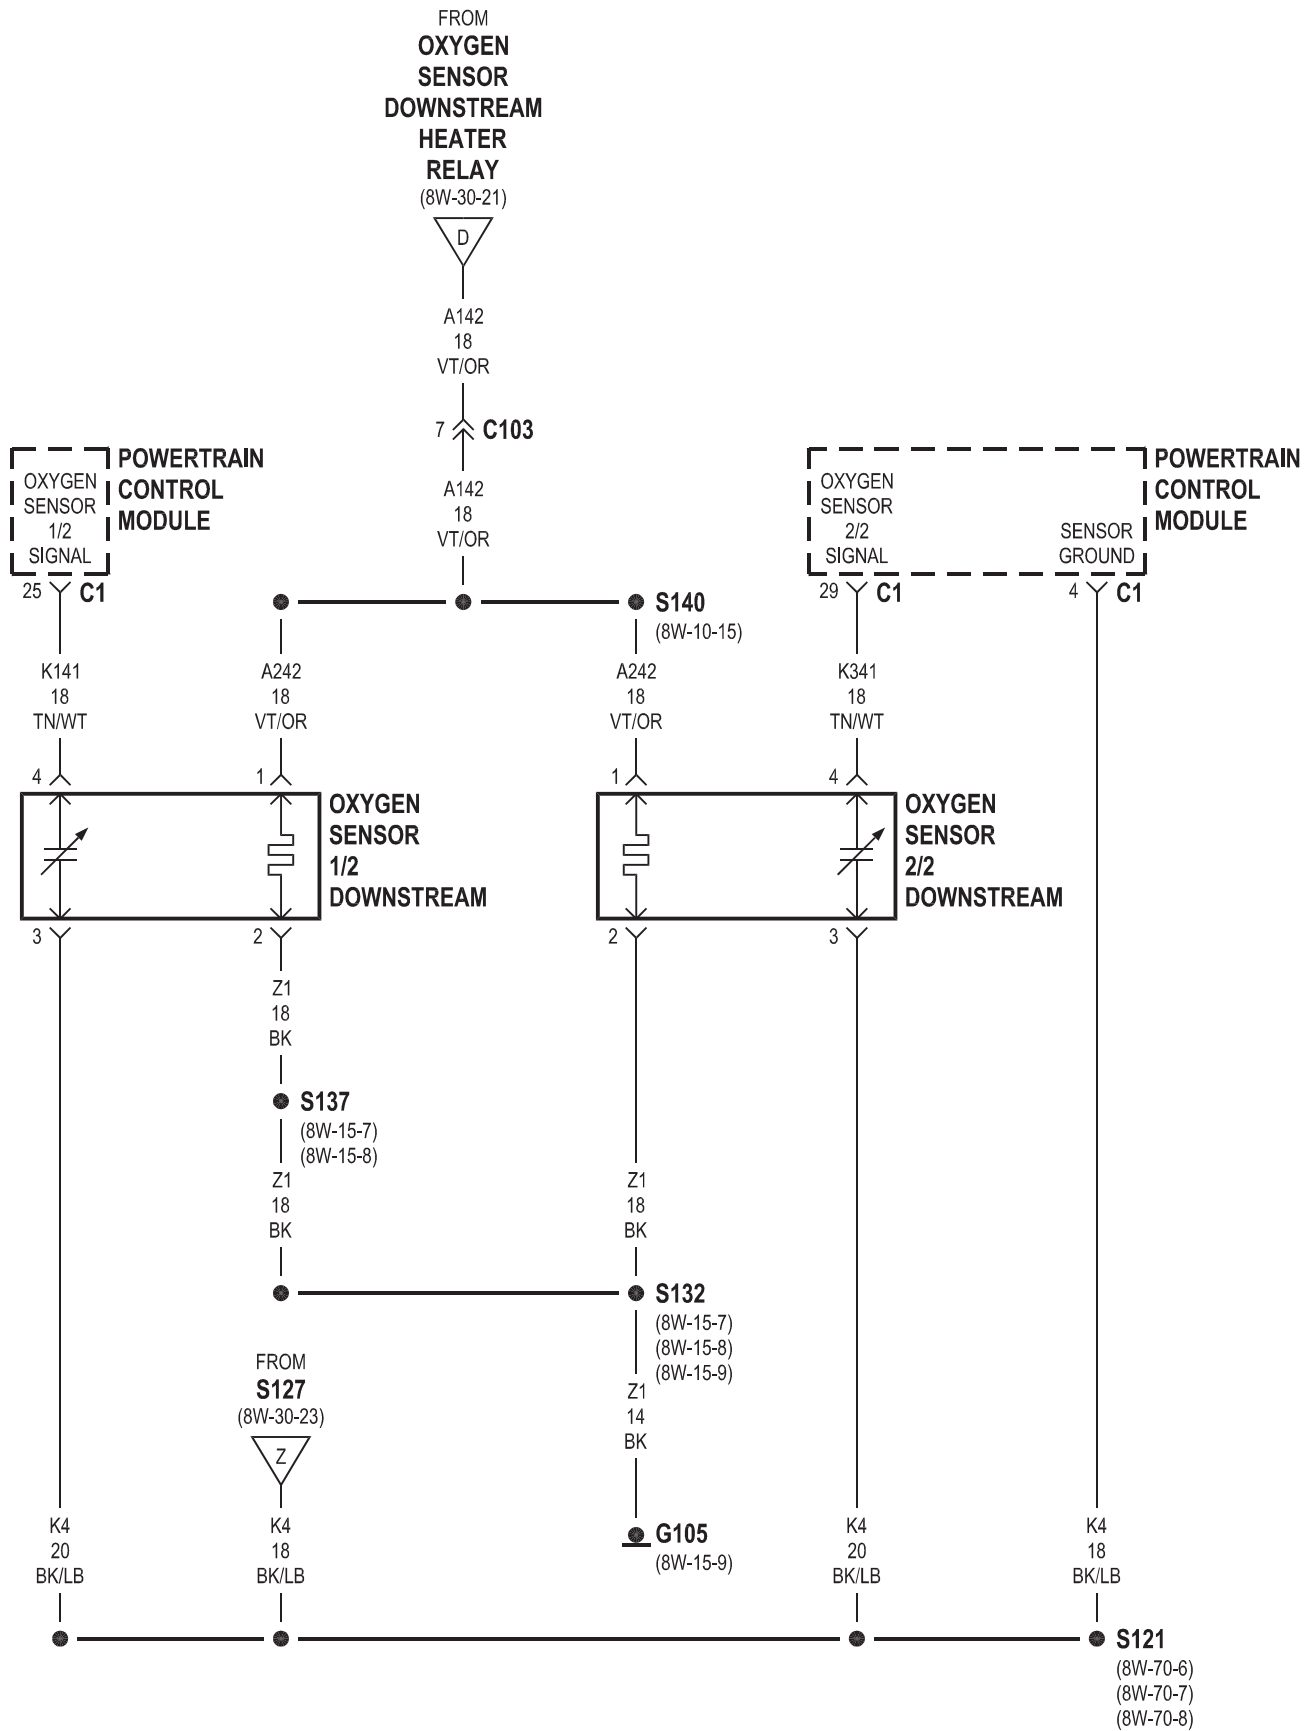 FROM
OXYGEN
SENSOR
DOWNSTREAM
HEATER
RELAY
(8W-30-21)
D
A142
18
VT/OR
7
C103
A142
18
VT/OR
OXYGEN
SENSOR
1/2
SIGNAL
POWERTRAIN
CONTROL
MODULE
25
C1
OXYGEN
SENSOR
2/2
SIGNAL
SENSOR
GROUND
POWERTRAIN
CONTROL
MODULE
29
C1
4
C1
S140
(8W-10-15)
K141
18
TN/WT
A242
18
VT/OR
A242
18
VT/OR
K341
18
TN/WT
4
1
1
4
OXYGEN
SENSOR
1/2
DOWNSTREAM
OXYGEN
SENSOR
2/2
DOWNSTREAM
3
2
2
3
Z1
18
BK
S137
(8W-15-7)
(8W-15-8)
Z1
18
BK
Z1
18
BK
S132
(8W-15-7)
(8W-15-8)
(8W-15-9)
FROM
S127
(8W-30-23)
Z
Z1
14
BK
G105
(8W-15-9)
K4
20
BK/LB
K4
18
BK/LB
K4
20
BK/LB
K4
18
BK/LB
S121
(8W-70-6)
(8W-70-7)
(8W-70-8)